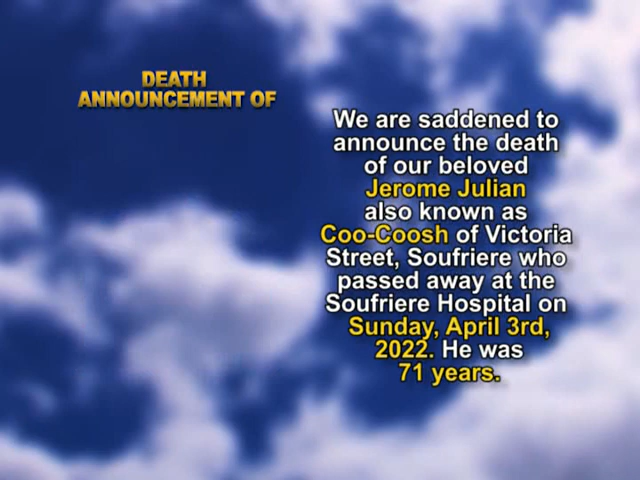 DEATH
ANNOUNCEMENT OF
We are saddened to
announce the death
of our beloved
Jerome Julian
also known as
Coo-Coosh of Victoria
Street, Soufriere who
passed away at the
Soufriere Hospital on
Sunday, April 3rd,
2022. He was
71 years.